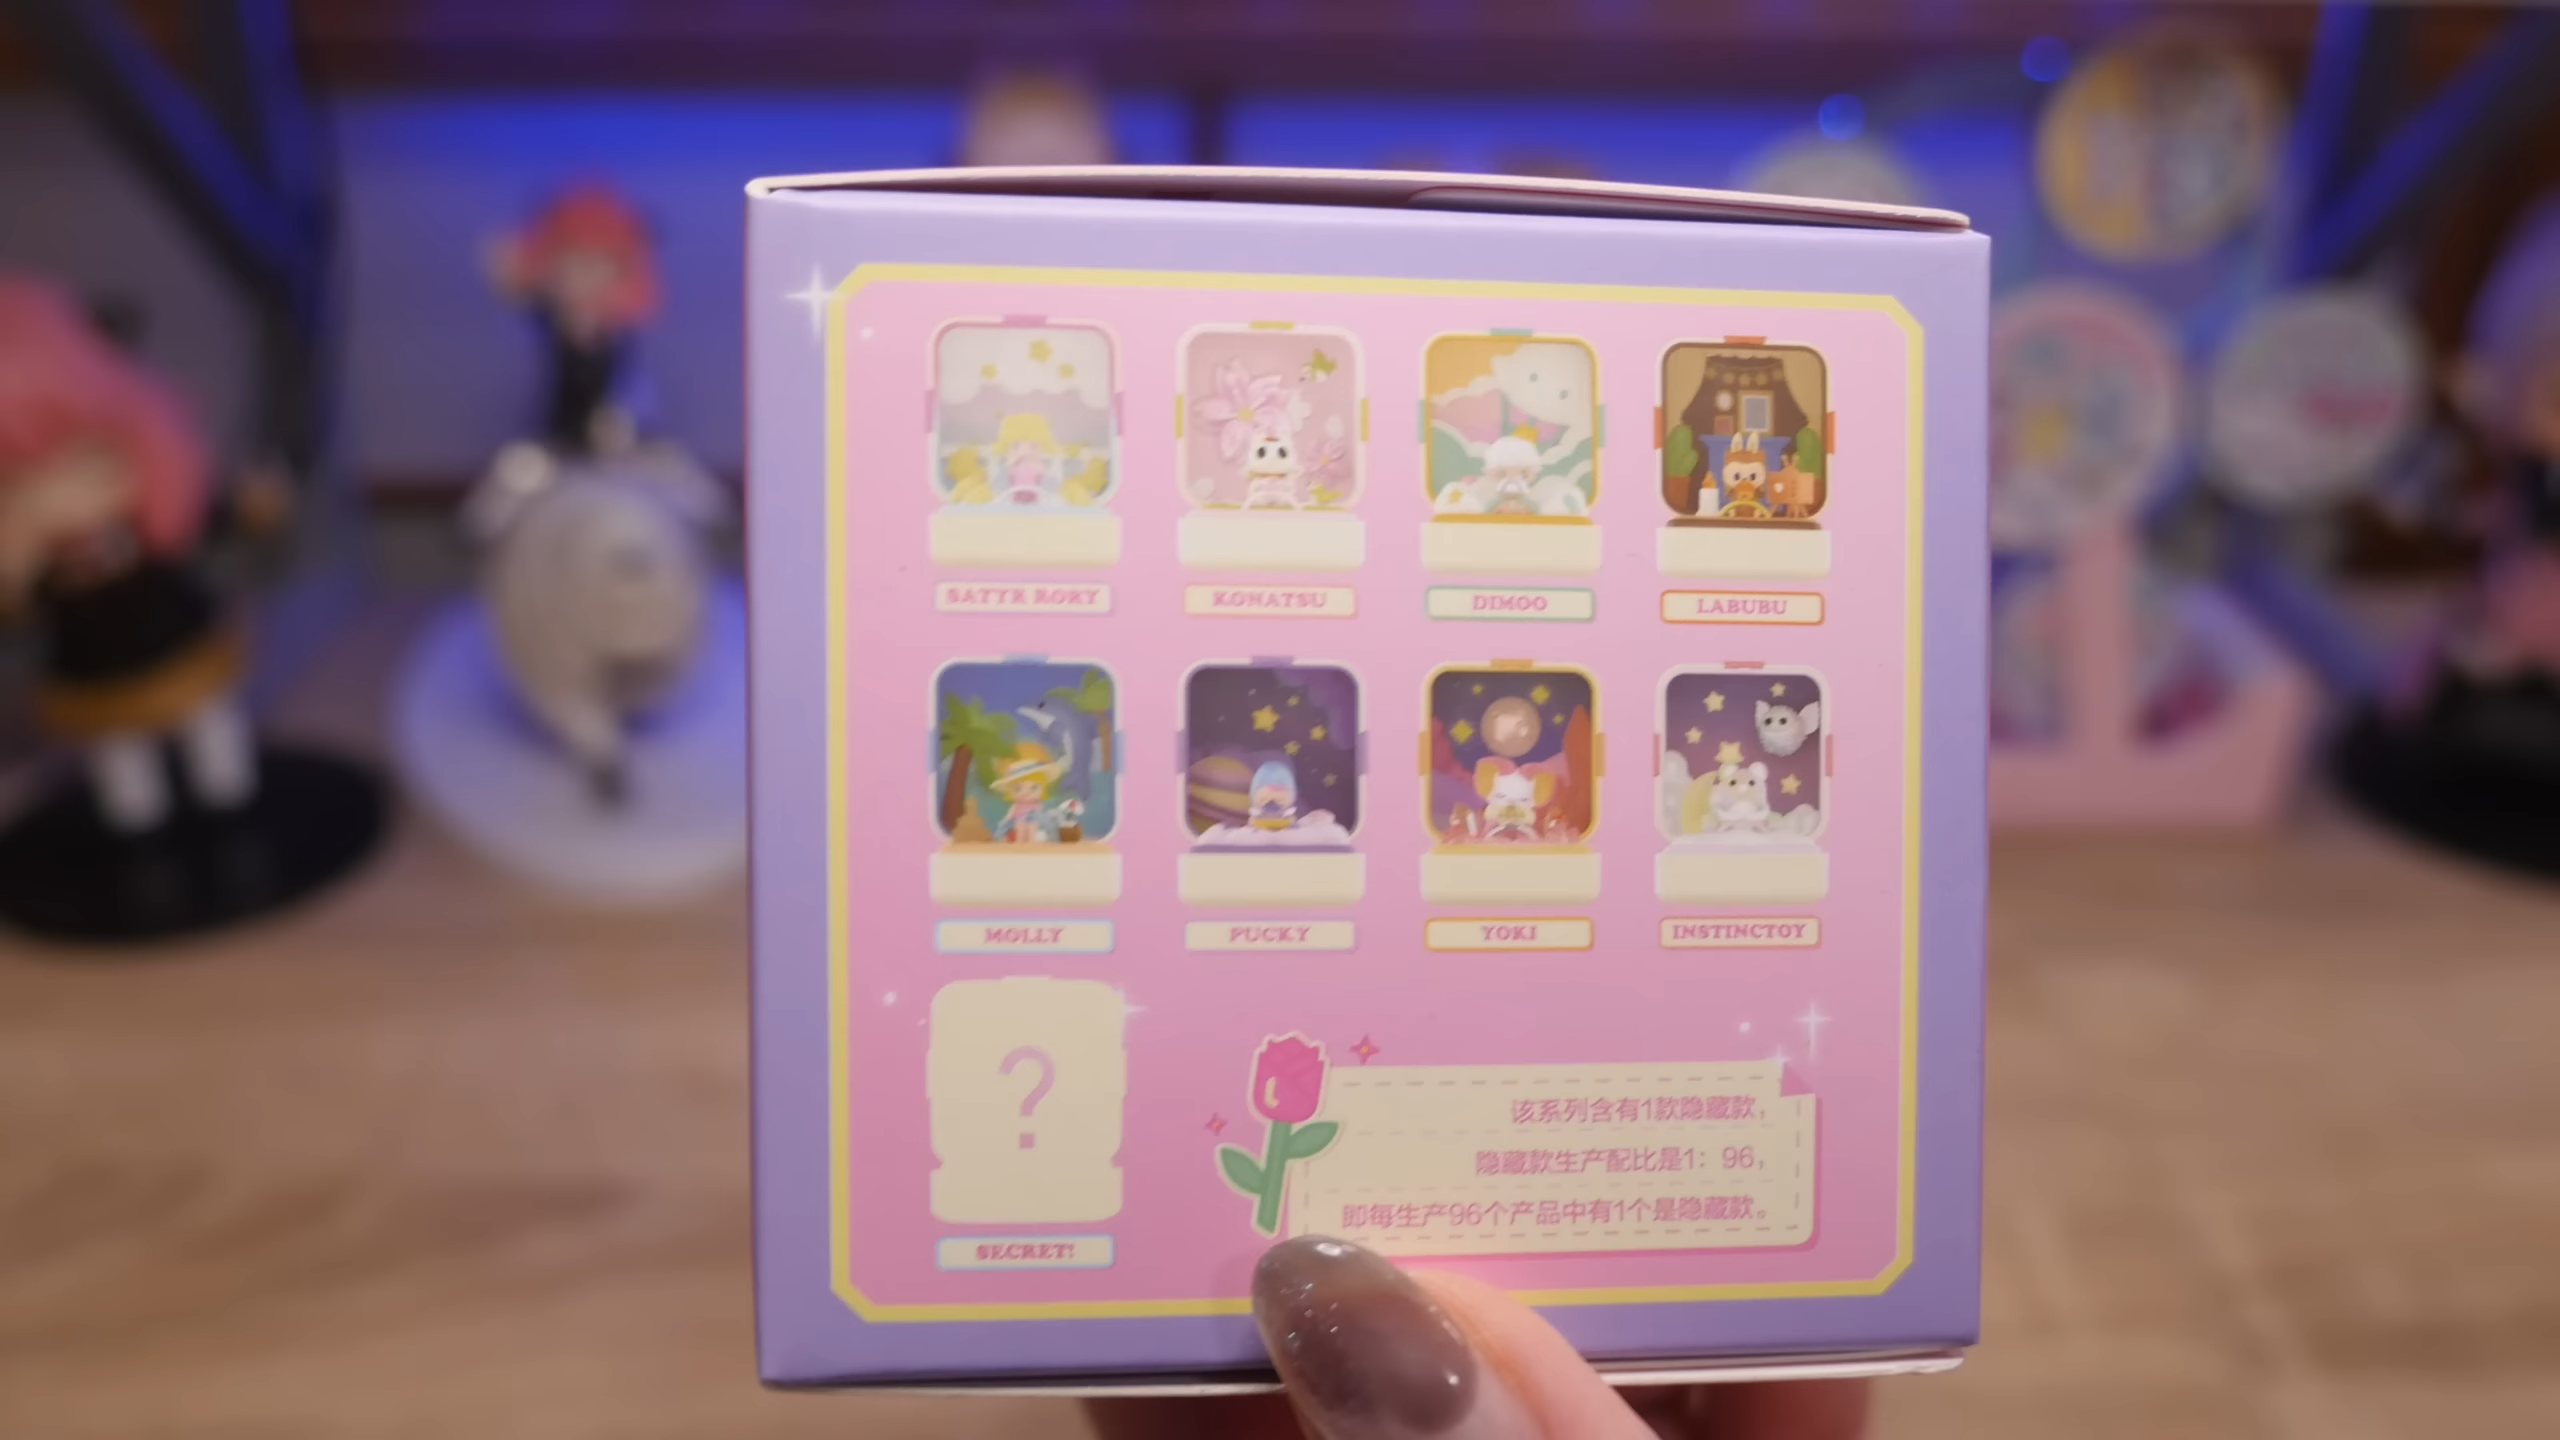 SATYR RORY
KONATSU
DIMOO
LABUBU
MOLLY
PUCKY
YOKI
INSTINCTOY
?
SECRET!
该系列含有1款隐藏款，
隐藏款生产配比是1：96，
即每生产96个产品中有1个是隐藏款。